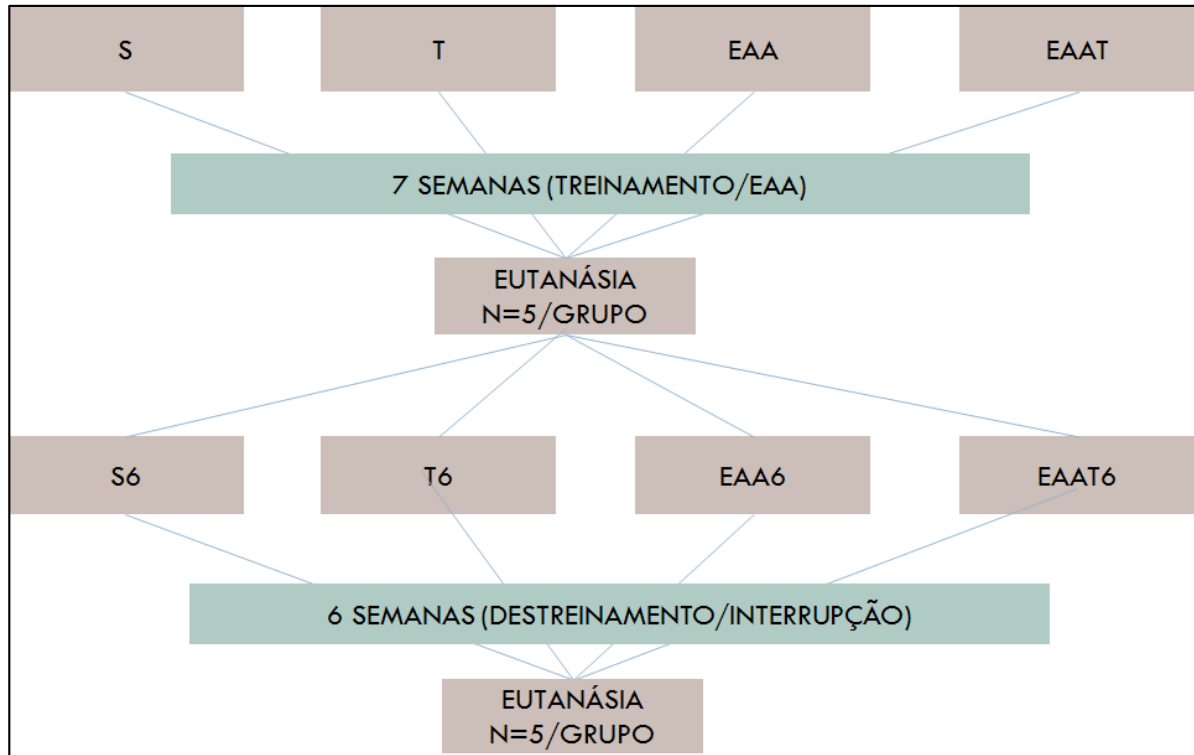 S
T
EAA
EAAT
7 SEMANAS (TREINAMENTO/EAA)
EUTANÁSIA
N=5/GRUPO
S6
T6
EAA6
EAAT6
6 SEMANAS (DESTREINAMENTO/INTERRUPÇÃO)
EUTANÁSIA
N=5/GRUPO